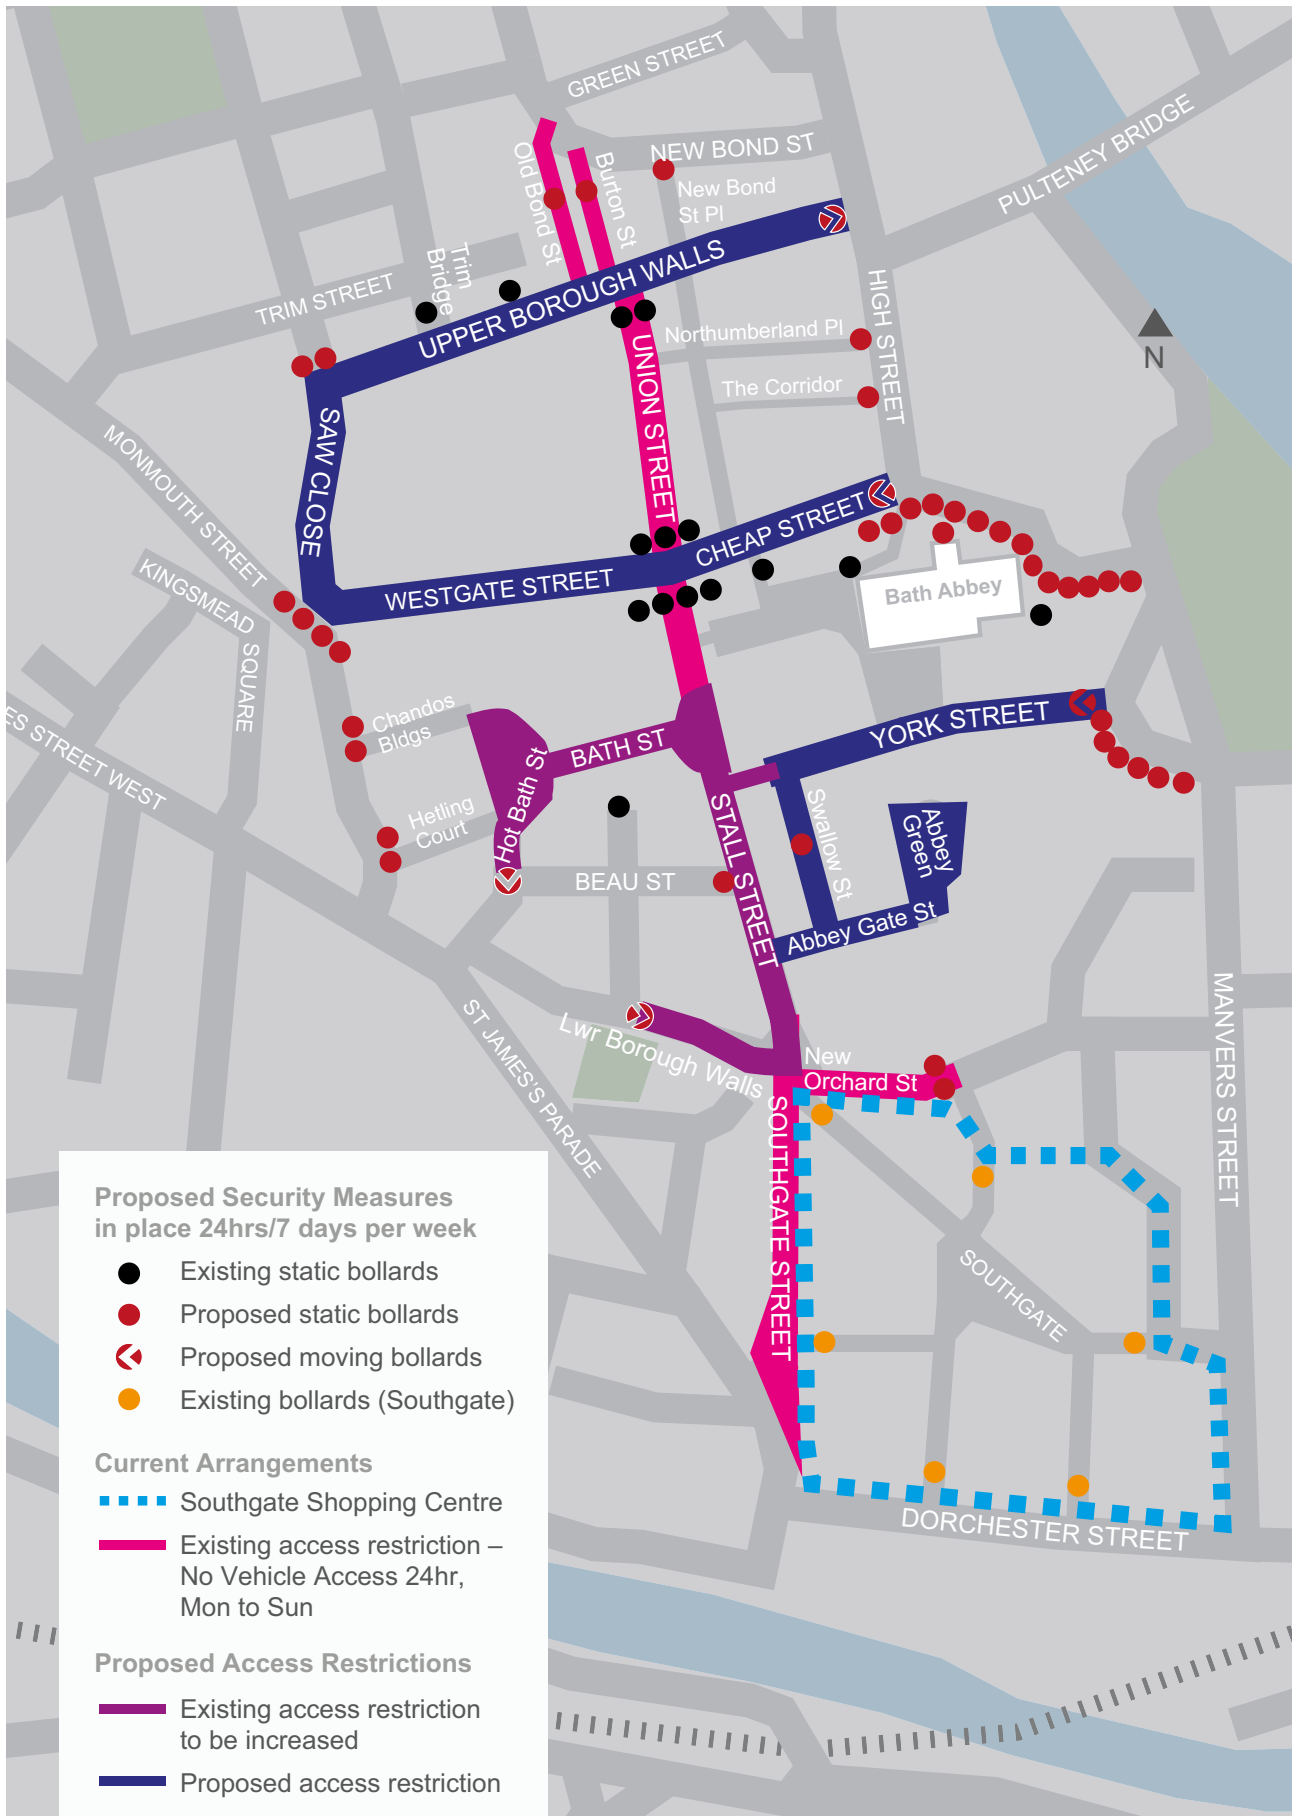 GREEN STREET
NEW BOND ST
PULTENEY BRIDGE
Old Bond St
Burton St
New Bond
St Pl
Trim
Bridge
TRIM STREET
UPPER BOROUGH WALLS
HIGH STREET
Northumberland Pl
The Corridor
UNION STREET
N
SAW CLOSE
MONMOUTH STREET
CHEAP STREET
WESTGATE STREET
KINGSMEAD
SQUARE
Bath Abbey
Chandos
Bldgs
ES STREET WEST
BATH ST
YORK STREET
Hot Bath St
Hetling
Court
STALL STREET
Swallow St
Abbey
Green
BEAU ST
Abbey Gate St
MANVERS STREET
ST JAMES'S PARADE
Lwr Borough Walls
New
Orchard St
SOUTHGATE STREET
SOUTHGATE
DORCHESTER STREET
Proposed Security Measures
in place 24hrs/7 days per week
Existing static bollards
Proposed static bollards
Proposed moving bollards
Existing bollards (Southgate)
Current Arrangements
Southgate Shopping Centre
Existing access restriction –
No Vehicle Access 24hr,
Mon to Sun
Proposed Access Restrictions
Existing access restriction
to be increased
Proposed access restriction